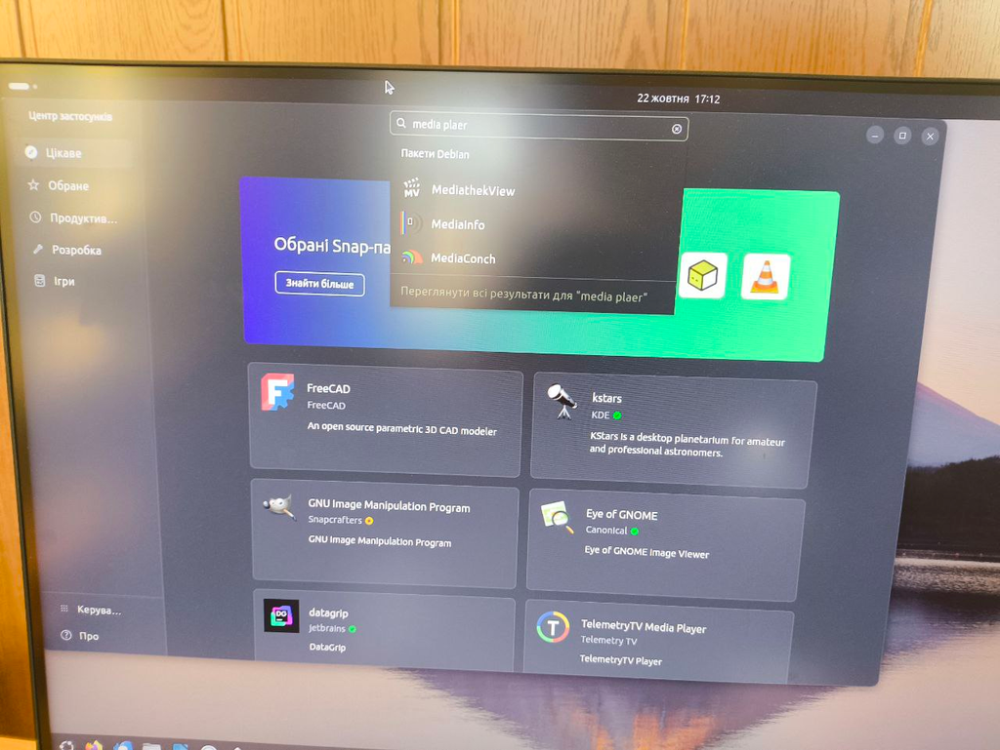 22 жовтня 17:12
Центр застосунків
media plaer
Цікаве
Обране
Продуктив...
Розробка
Ігри
Керува...
Про
Пакети Debian
MV
MediathekView
MediaInfo
MediaConch
Переглянути всі результати для "media plaer"
Обрані Snap-па
Знайти більше
FreeCAD
FreeCAD
An open source parametric 3D CAD modeler
kstars
KDE
KStars is a desktop planetarium for amateur
and professional astronomers.
GNU Image Manipulation Program
Snapcrafters
GNU Image Manipulation Program
Eye of GNOME
Canonical
Eye of GNOME Image Viewer
DG
datagrip
Jetbrains
DataGrip
T
TelemetryTV Media Player
Telemetry TV
TelemetryTV Player